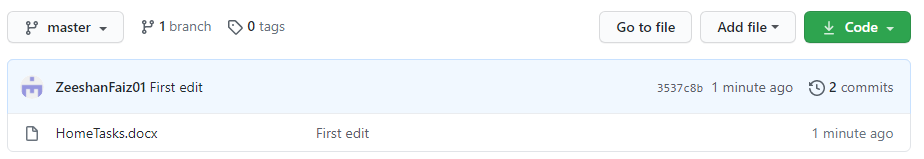 master 1 branch 0 tags Go to file Add file Code
ZeeshanFaiz01 First edit 3537c8b 1 minute ago 2 commits
HomeTasks.docx First edit 1 minute ago